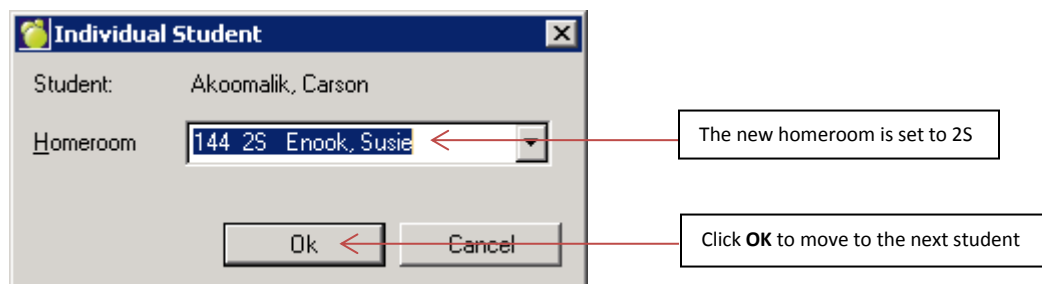 Individual Student
Student: Akoomalik, Carson
Homeroom 144 2S Enook, Susie
The new homeroom is set to 2S
Ok Cancel
Click OK to move to the next student